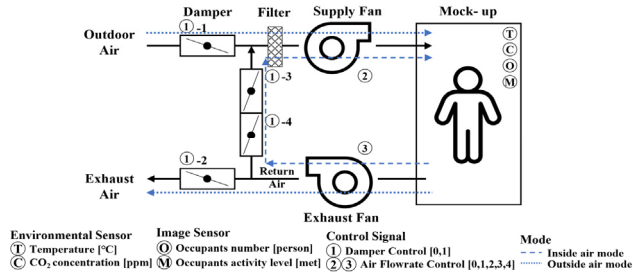 Damper Filter Supply Fan Mock- up
Outdoor
Air
①-1
T
C
O
M
①-3
②
①-4
③
①-2
Return
Air
Exhaust
Air
Exhaust Fan
Environmental Sensor
T Temperature [°C]
C CO₂ concentration [ppm]
Image Sensor
O Occupants number [person]
M Occupants activity level [met]
Control Signal
① Damper Control [0,1]
②③ Air Flowrate Control [0,1,2,3,4]
Mode
Inside air mode
Outside air mode